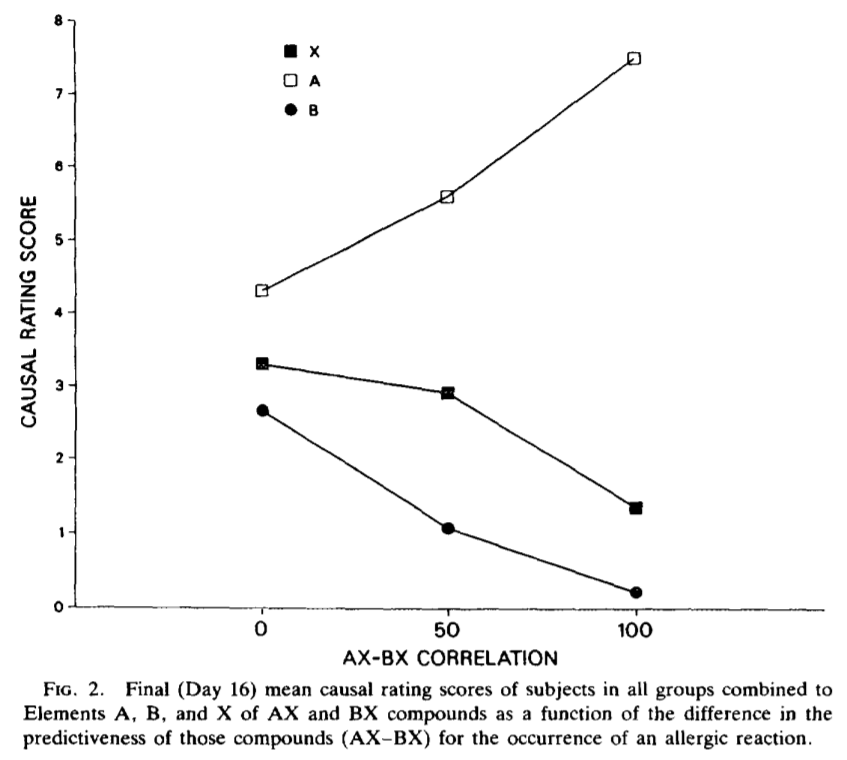 8
X
A
7
B
6
5
4
3
2
1
0
CAUSAL RATING SCORE
0 50 100
AX-BX CORRELATION
FIG. 2. Final (Day 16) mean causal rating scores of subjects in all groups combined to
Elements A, B, and X of AX and BX compounds as a function of the difference in the
predictiveness of those compounds (AX–BX) for the occurrence of an allergic reaction.